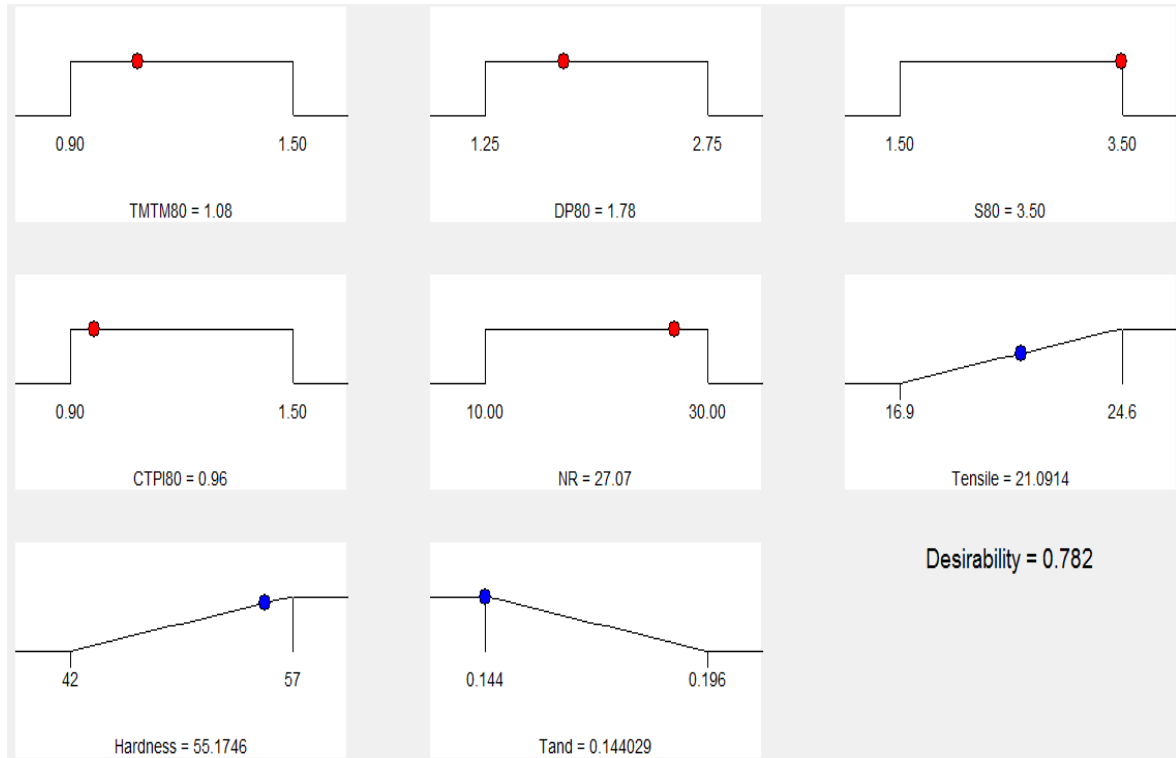 0.90 1.50
TMTM80 = 1.08
1.25 2.75
DP80 = 1.78
1.50 3.50
S80 = 3.50
0.90 1.50
CTPI80 = 0.96
10.00 30.00
NR = 27.07
16.9 24.6
Tensile = 21.0914
42 57
Hardness = 55.1746
0.144 0.196
Tand = 0.144029
Desirability = 0.782